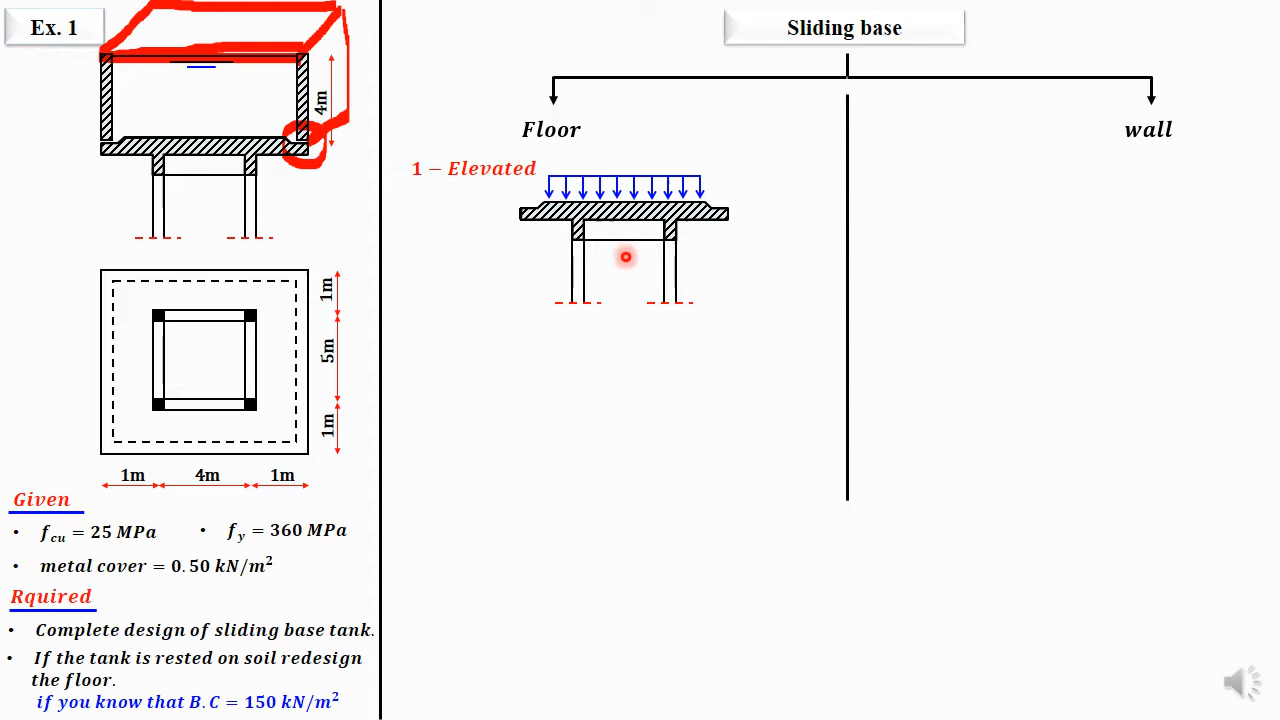 Ex. 1
4m
1m
5m
1m
1m 4m 1m
Given
• f_cu = 25 MPa • f_y = 360 MPa
• metal cover = 0.50 kN/m²
Rquired
• Complete design of sliding base tank.
• If the tank is rested on soil redesign
the floor.
if you know that B.C = 150 kN/m²
Sliding base
Floor
wall
1 − Elevated